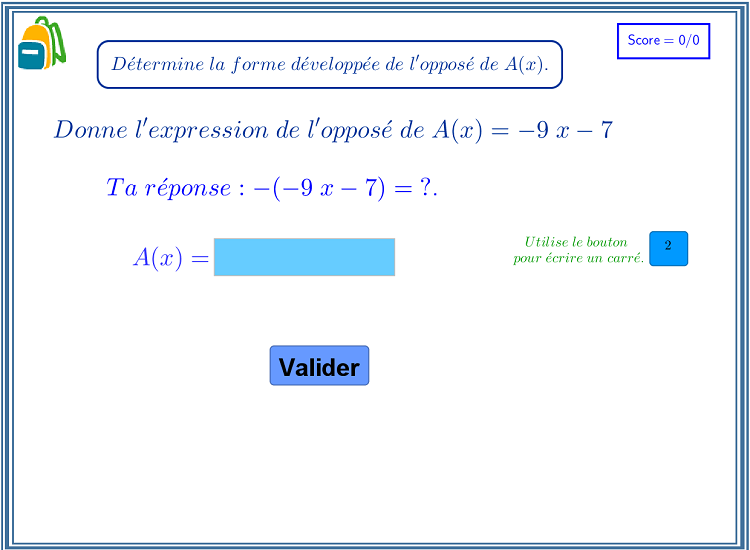 Score = 0/0
Détermine la forme développée de l'opposé de A(x).
Donne l'expression de l'opposé de A(x) = −9 x − 7
Ta réponse : −(−9 x − 7) = ?.
A(x) =
Utilise le bouton
pour écrire un carré.
2
Valider